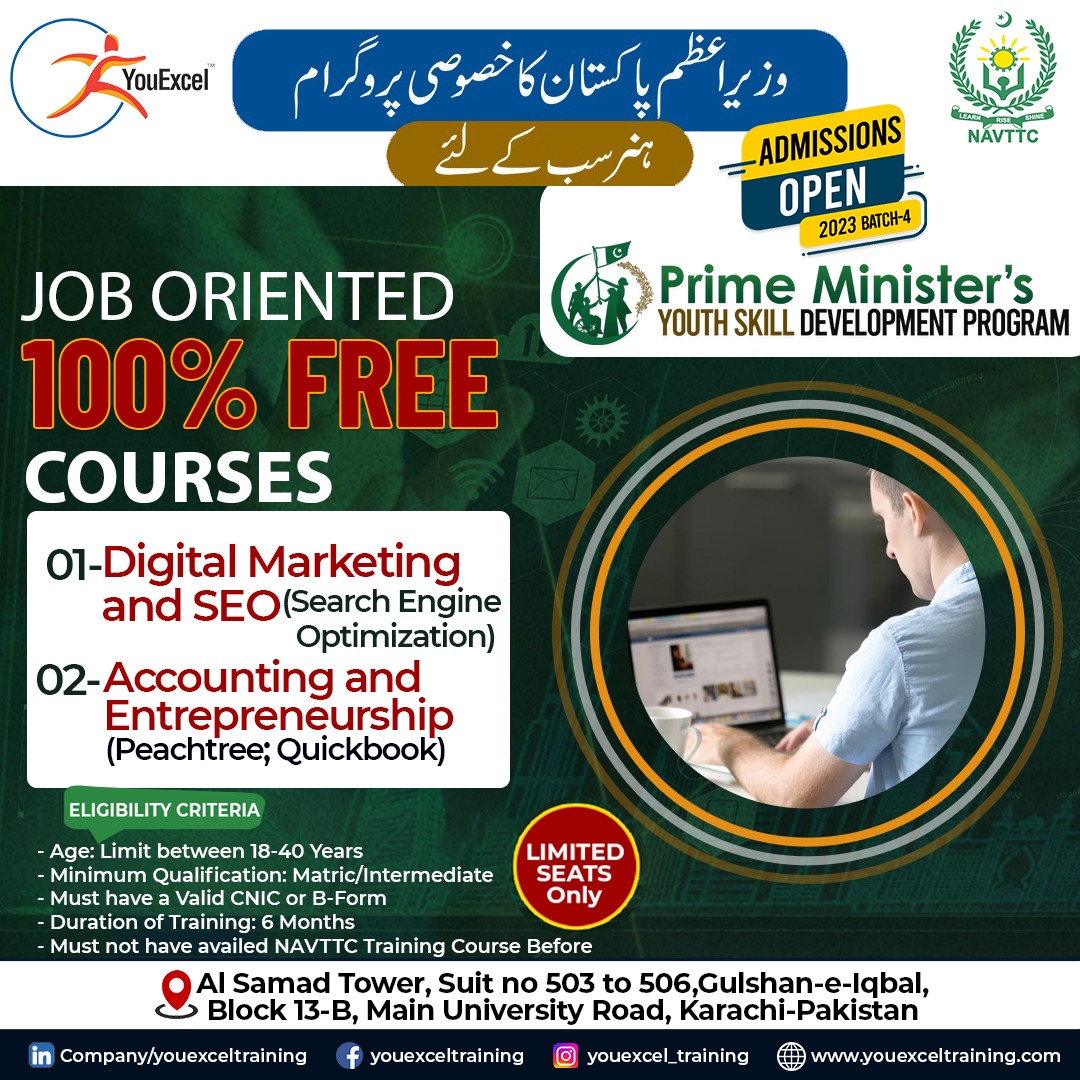 YouExcel™
وزیراعظم پاکستان کا خصوصی پروگرام
ہنر سب کے لئے
LEARN RISE SHINE
NAVTTC
ADMISSIONS
OPEN
2023 BATCH-4
Prime Minister's
YOUTH SKILL DEVELOPMENT PROGRAM
JOB ORIENTED
100% FREE
COURSES
01-Digital Marketing
and SEO(Search Engine
Optimization)
02-Accounting and
Entrepreneurship
(Peachtree; Quickbook)
ELIGIBILITY CRITERIA
- Age: Limit between 18-40 Years
- Minimum Qualification: Matric/Intermediate
- Must have a Valid CNIC or B-Form
- Duration of Training: 6 Months
- Must not have availed NAVTTC Training Course Before
LIMITED
SEATS
Only
Al Samad Tower, Suit no 503 to 506,Gulshan-e-Iqbal,
Block 13-B, Main University Road, Karachi-Pakistan
in Company/youexceltraining f youexceltraining youexcel_training www.youexceltraining.com